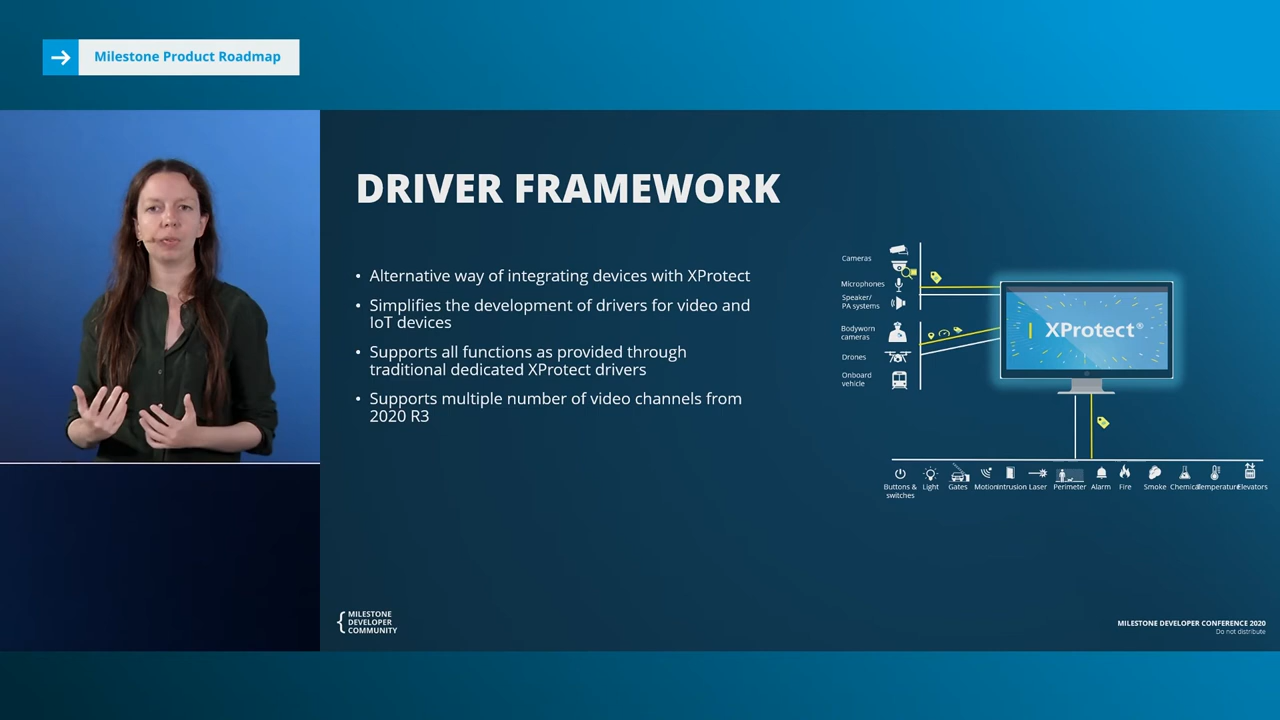 Milestone Product Roadmap
DRIVER FRAMEWORK
• Alternative way of integrating devices with XProtect
• Simplifies the development of drivers for video and
IoT devices
• Supports all functions as provided through
traditional dedicated XProtect drivers
• Supports multiple number of video channels from
2020 R3
Cameras
Microphones
Speaker/
PA systems
Bodyworn
cameras
Drones
Onboard
vehicle
XProtect®
Buttons &
switches
Light
Gates
Motion
Intrusion
Laser
Perimeter
Alarm
Fire
Smoke
Chemical
Temperature
Elevators
{ MILESTONE
DEVELOPER
COMMUNITY
MILESTONE DEVELOPER CONFERENCE 2020
Do not distribute